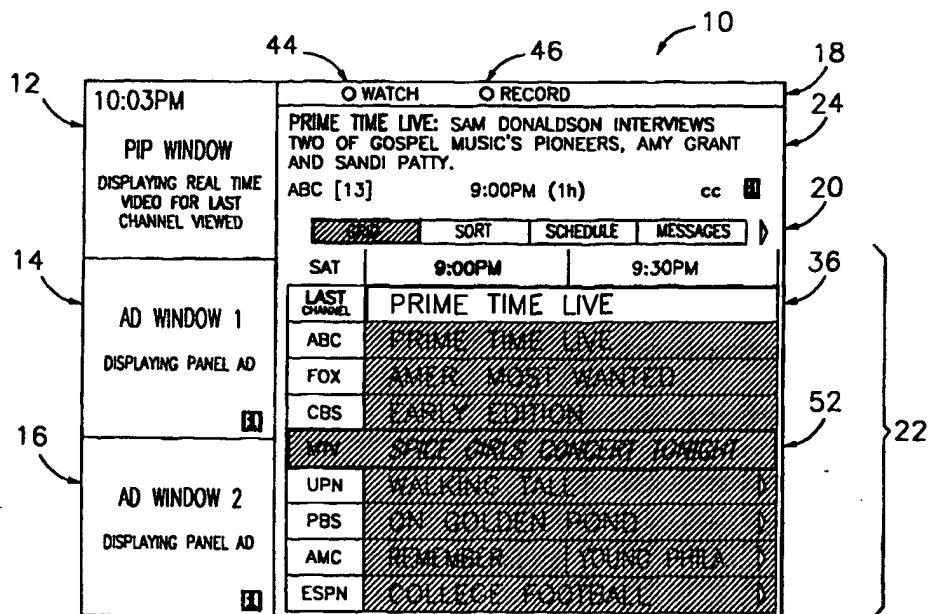 10
44
46
12
18
10:03PM
WATCH RECORD
24
PIP WINDOW
DISPLAYING REAL TIME
VIDEO FOR LAST
CHANNEL VIEWED
PRIME TIME LIVE: SAM DONALDSON INTERVIEWS
TWO OF GOSPEL MUSIC'S PIONEERS, AMY GRANT
AND SANDI PATTY.
ABC [13] 9:00PM (1h) cc
20
GRID SORT SCHEDULE MESSAGES
14
SAT 9:00PM 9:30PM
36
AD WINDOW 1
DISPLAYING PANEL AD
LAST CHANNEL PRIME TIME LIVE
ABC PRIME TIME LIVE
FOX AMER. MOST WANTED
CBS EARLY EDITION
52
22
16
SPICE GIRLS CONCERT TONIGHT
AD WINDOW 2
DISPLAYING PANEL AD
UPN WALKING TALL
PBS ON GOLDEN POND
AMC REMEMBER YOUNG PHILA
ESPN COLLEGE FOOTBALL